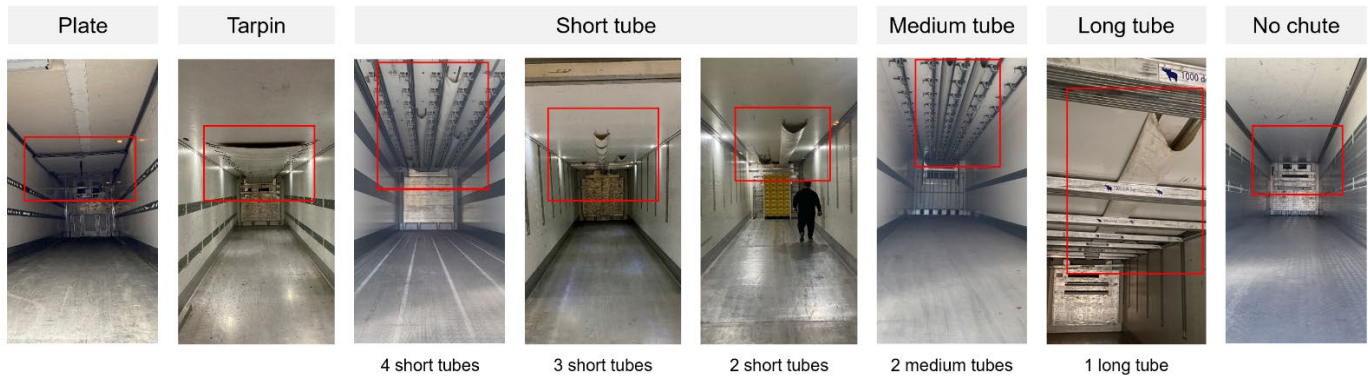 Plate
Tarpin
Short tube
Medium tube
Long tube
No chute
1000 d
4 short tubes
3 short tubes
2 short tubes
2 medium tubes
1 long tube